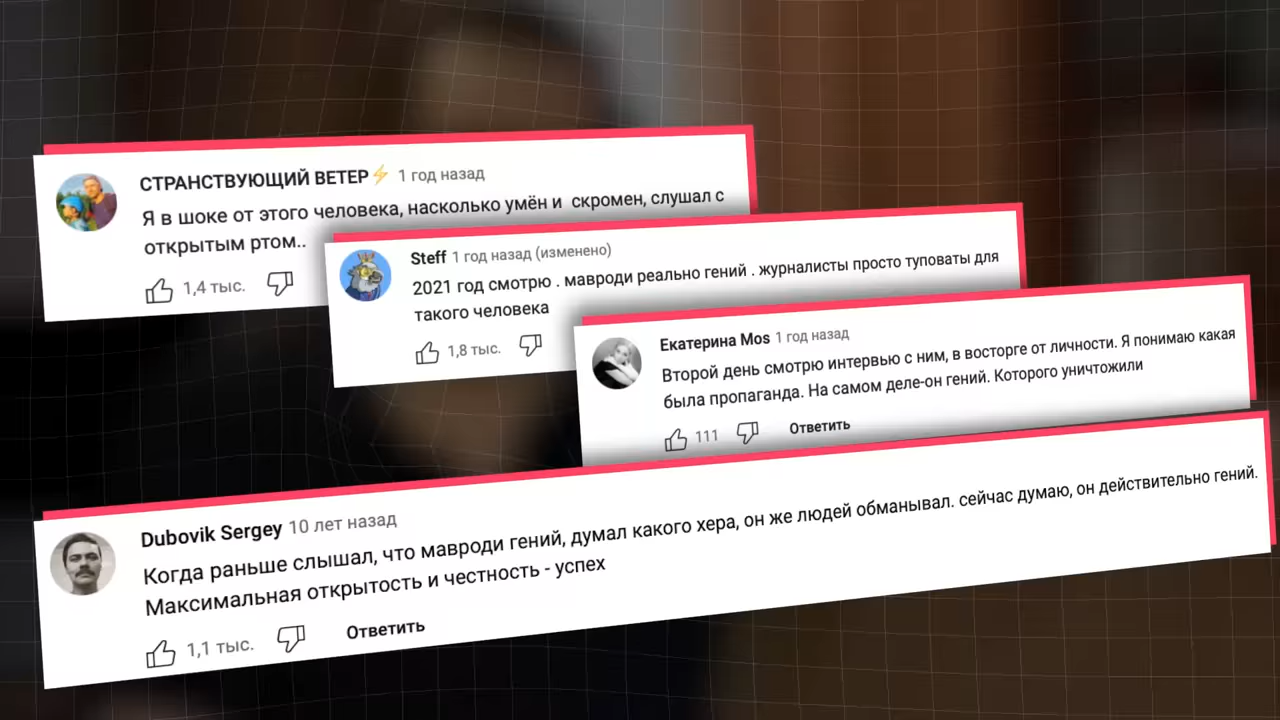 СТРАНСТВУЮЩИЙ ВЕТЕР⚡ 1 год назад
Я в шоке от этого человека, насколько умён и скромен, слушал с
открытым ртом..
1,4 тыс.
Steff 1 год назад (изменено)
2021 год смотрю . мавроди реально гений . журналисты просто туповаты для
такого человека
1,8 тыс.
Екатерина Mos 1 год назад
Второй день смотрю интервью с ним, в восторге от личности. Я понимаю какая
была пропаганда. На самом деле-он гений. Которого уничтожили
111 Ответить
Dubovik Sergey 10 лет назад
Когда раньше слышал, что мавроди гений, думал какого хера, он же людей обманывал. сейчас думаю, он действительно гений.
Максимальная открытость и честность - успех
1,1 тыс. Ответить